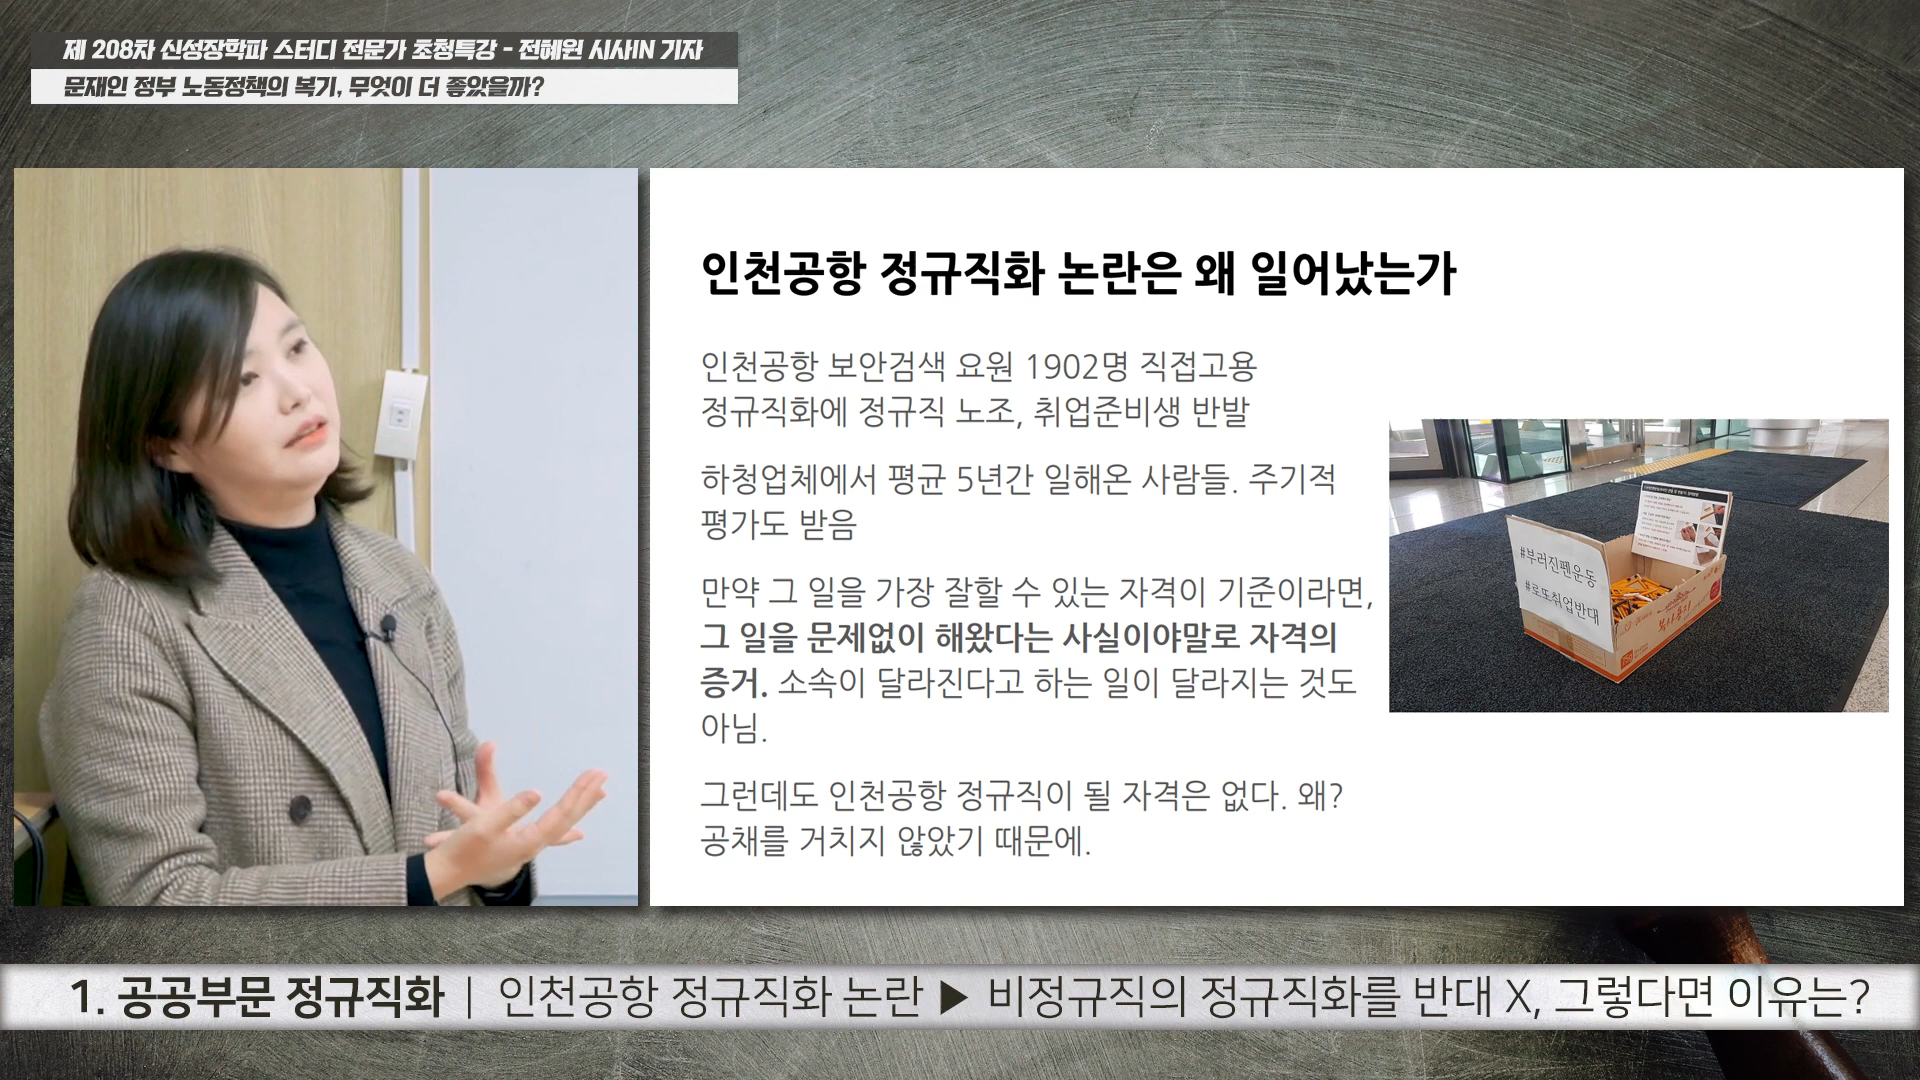 제 208차 신성장학파 스터디 전문가 초청특강 - 전혜원 시사IN 기자
문재인 정부 노동정책의 복기, 무엇이 더 좋았을까?
인천공항 정규직화 논란은 왜 일어났는가
인천공항 보안검색 요원 1902명 직접고용
정규직화에 정규직 노조, 취업준비생 반발
하청업체에서 평균 5년간 일해온 사람들. 주기적
평가도 받음
만약 그 일을 가장 잘할 수 있는 자격이 기준이라면,
그 일을 문제없이 해왔다는 사실이야말로 자격의
증거. 소속이 달라진다고 하는 일이 달라지는 것도
아님.
그런데도 인천공항 정규직이 될 자격은 없다. 왜?
공채를 거치지 않았기 때문에.
#부러진펜운동
#로또취업반대
복사용지
1. 공공부문 정규직화 | 인천공항 정규직화 논란 ▶ 비정규직의 정규직화를 반대 X, 그렇다면 이유는?